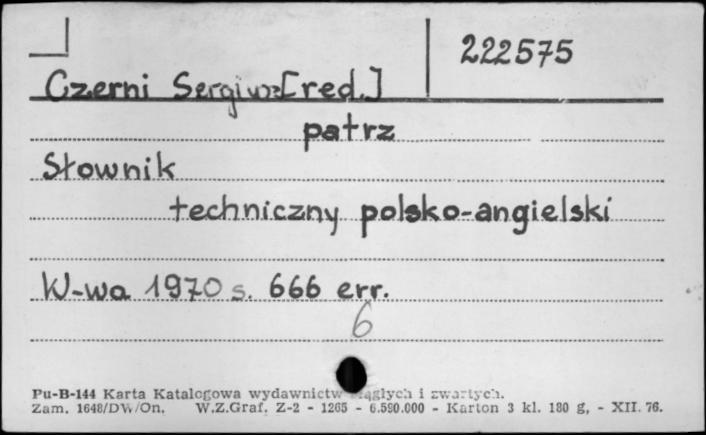 222575
Czerni Sergiusz [red.]
patrz
Słownik
techniczny polsko-angielski
W-wa 1970 s. 666 err.
6
Pu-B-144 Karta Katalogowa wydawnictw ciągłych i zwartych.
Zam. 1648/DW/On. W.Z.Graf. Z-2 - 1265 - 6.590.000 - Karton 3 kl. 180 g, - XII. 76.